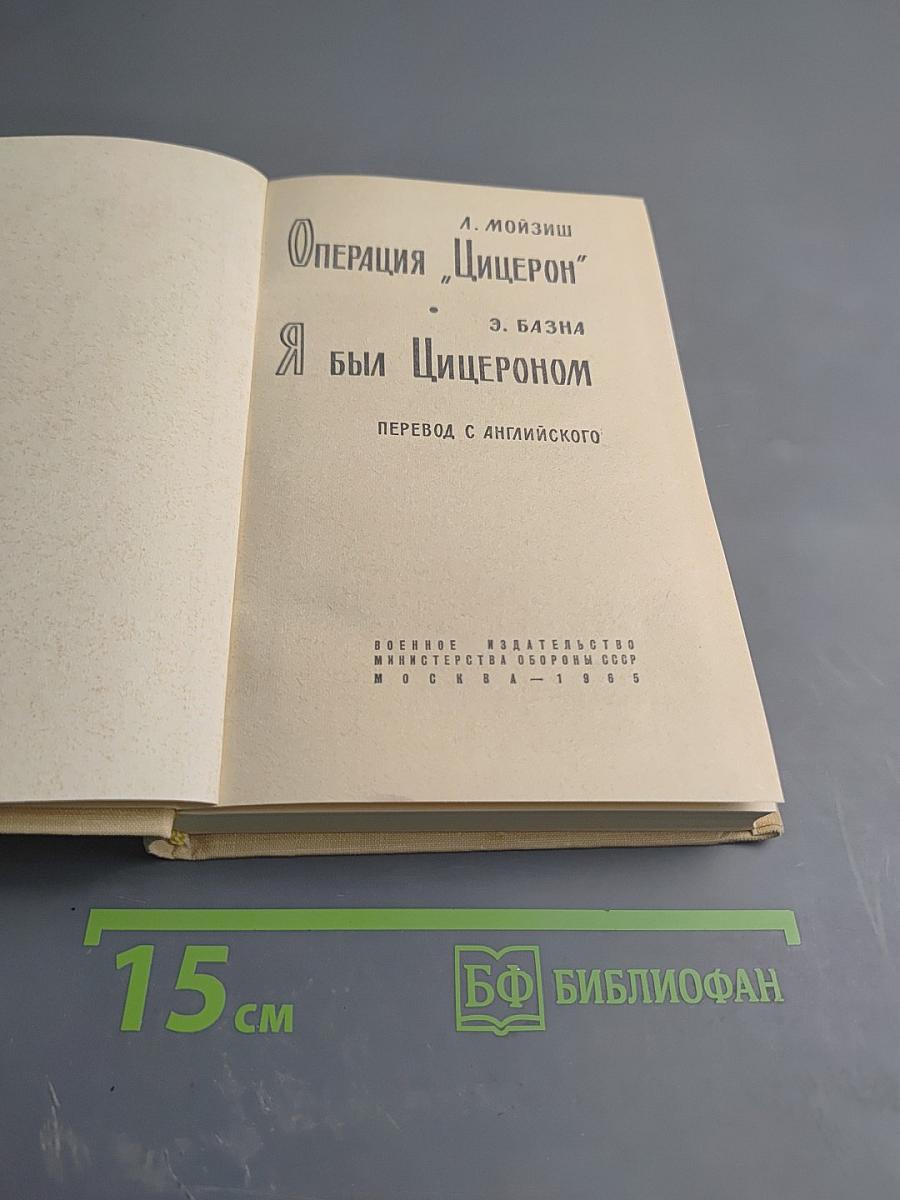 Л. МОЙЗИШ
ОПЕРАЦИЯ „ЦИЦЕРОН"
•
Э. БАЗНА
Я БЫЛ ЦИЦЕРОНОМ
ПЕРЕВОД С АНГЛИЙСКОГО
ВОЕННОЕ ИЗДАТЕЛЬСТВО
МИНИСТЕРСТВА ОБОРОНЫ СССР
МОСКВА — 1965
15 см
БФ БИБЛИОФАН